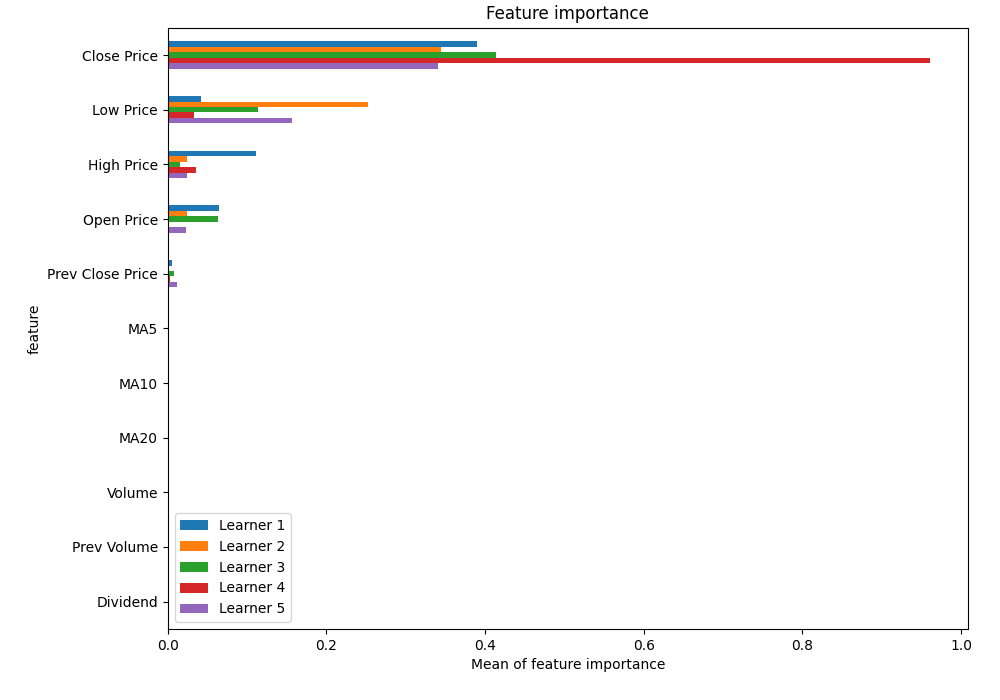 Feature importance
feature
Close Price
Low Price
High Price
Open Price
Prev Close Price
MA5
MA10
MA20
Volume
Prev Volume
Dividend
Learner 1
Learner 2
Learner 3
Learner 4
Learner 5
0.0 0.2 0.4 0.6 0.8 1.0
Mean of feature importance